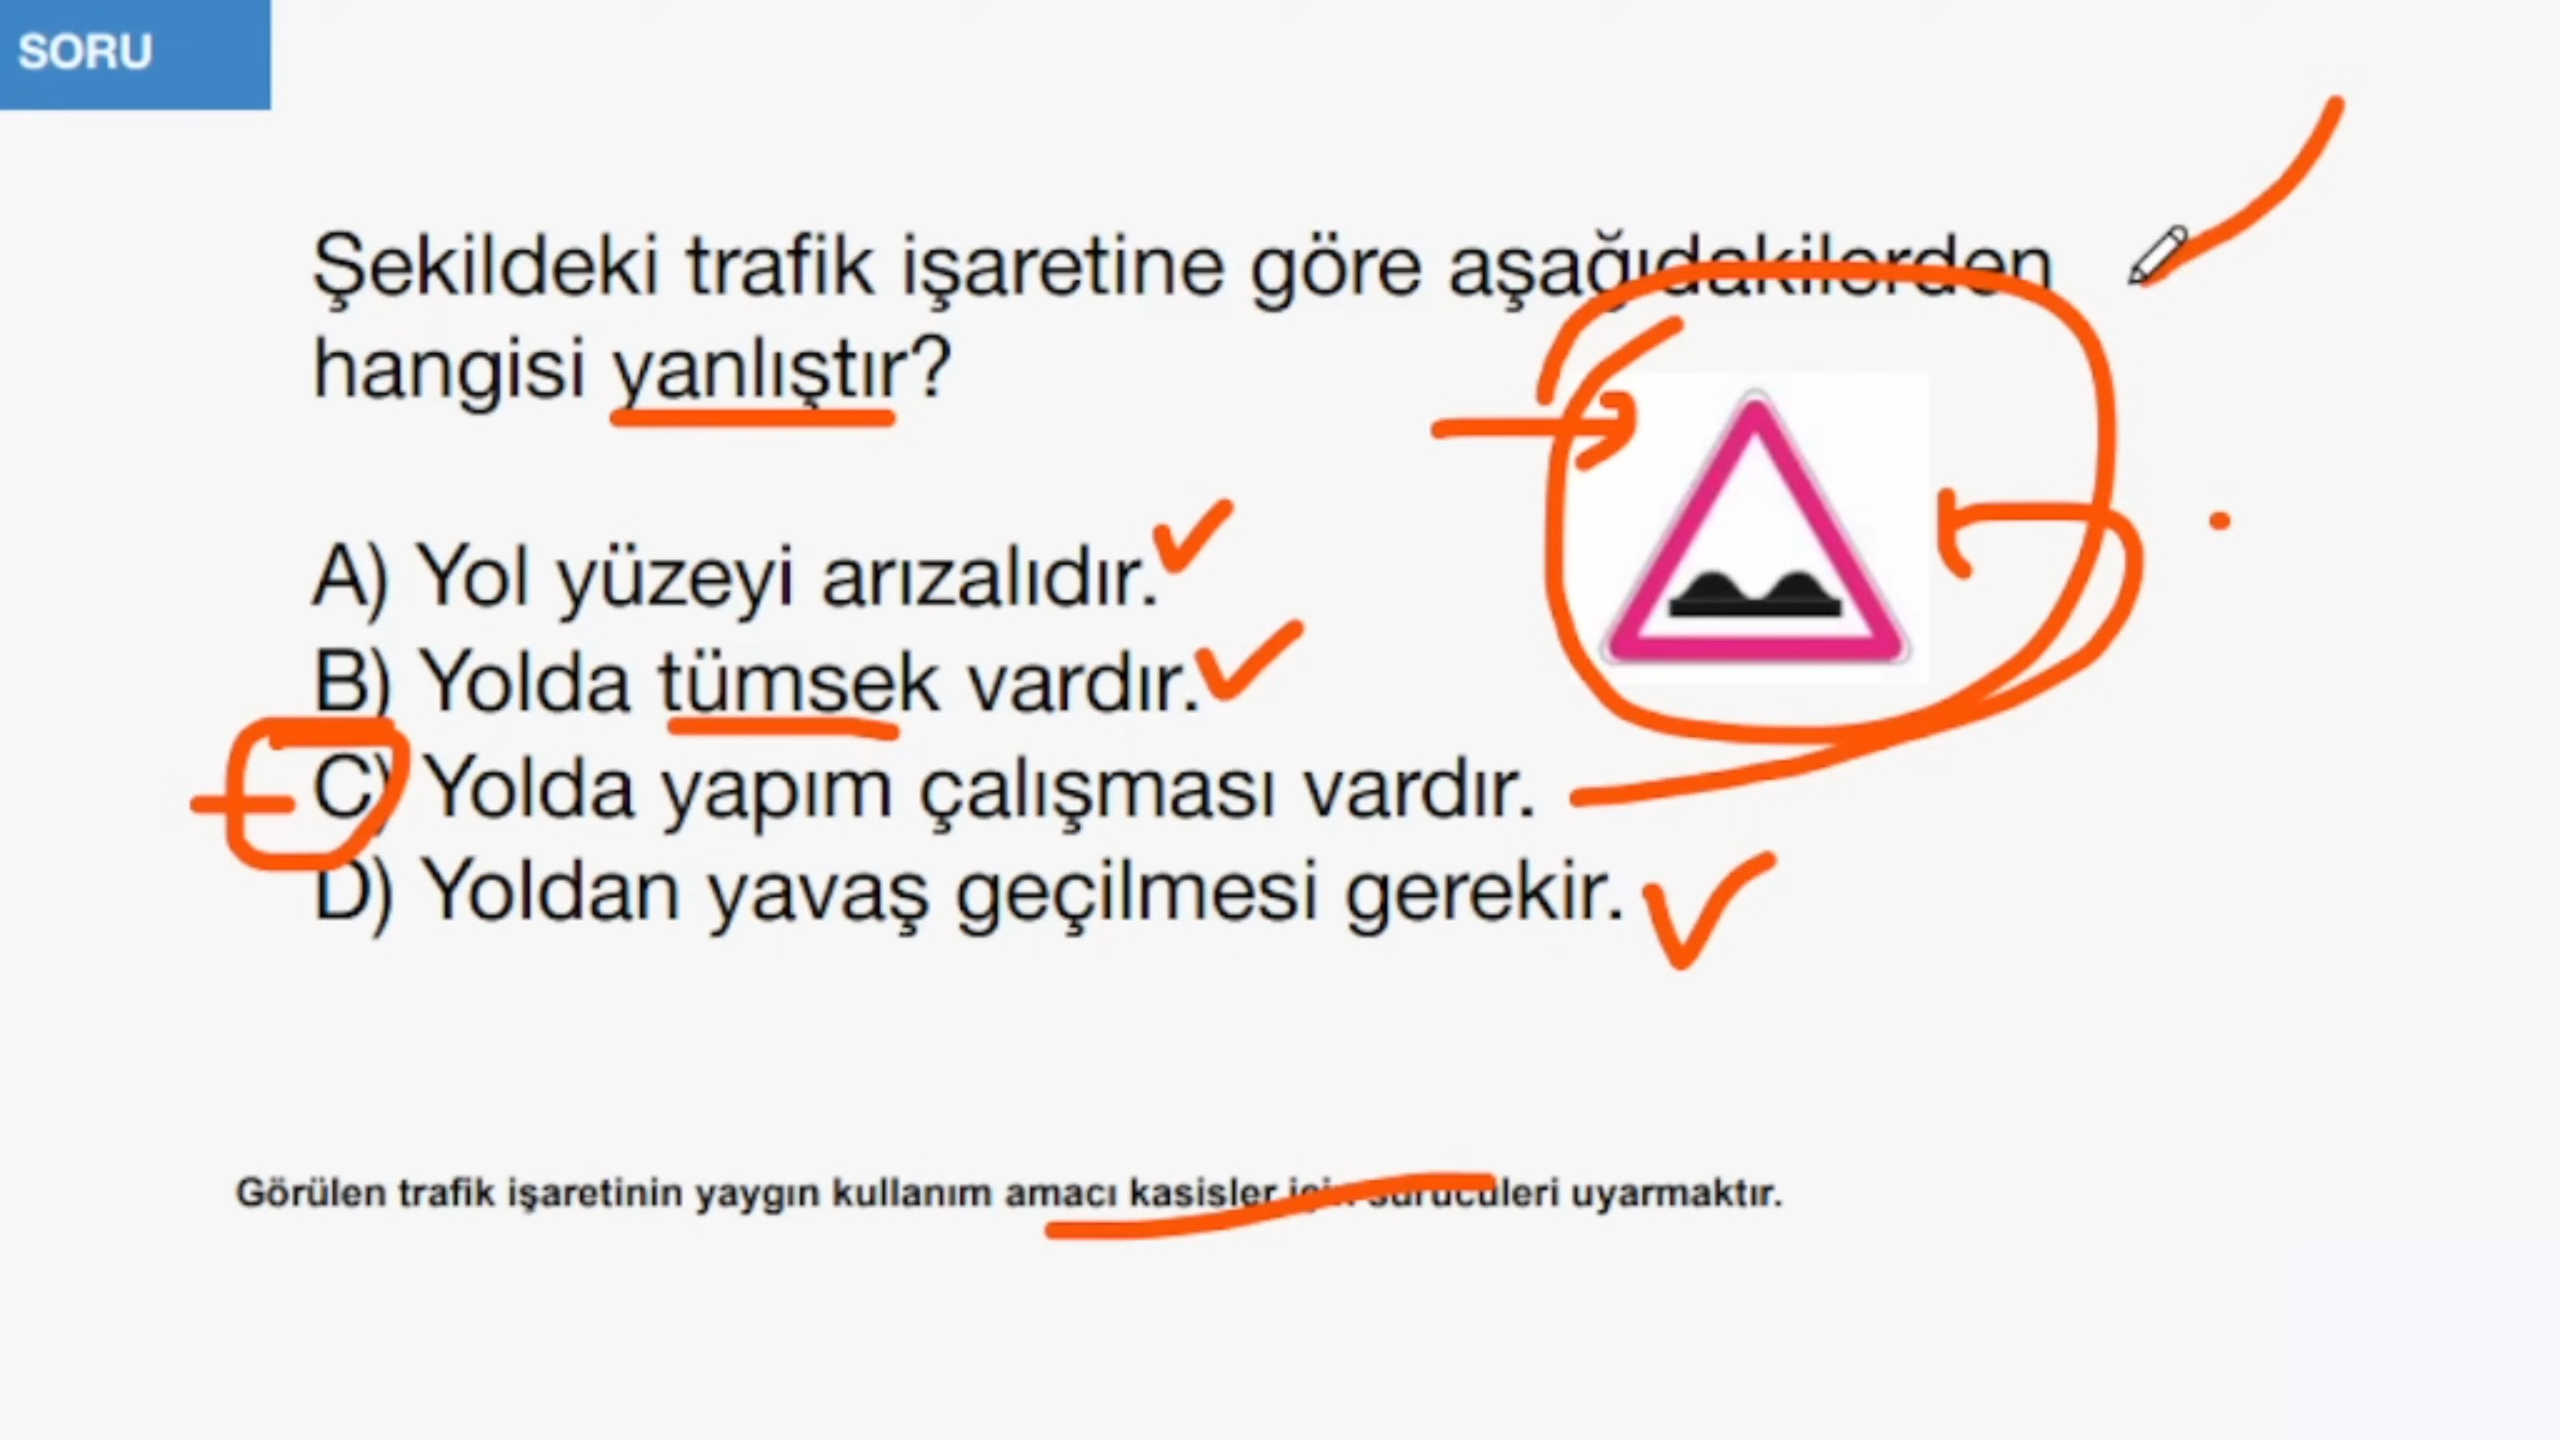 SORU
Şekildeki trafik işaretine göre aşağıdakilerden
hangisi yanlıştır?
A) Yol yüzeyi arızalıdır.
B) Yolda tümsek vardır.
C) Yolda yapım çalışması vardır.
D) Yoldan yavaş geçilmesi gerekir.
Görülen trafik işaretinin yaygın kullanım amacı kasisler için sürücüleri uyarmaktır.